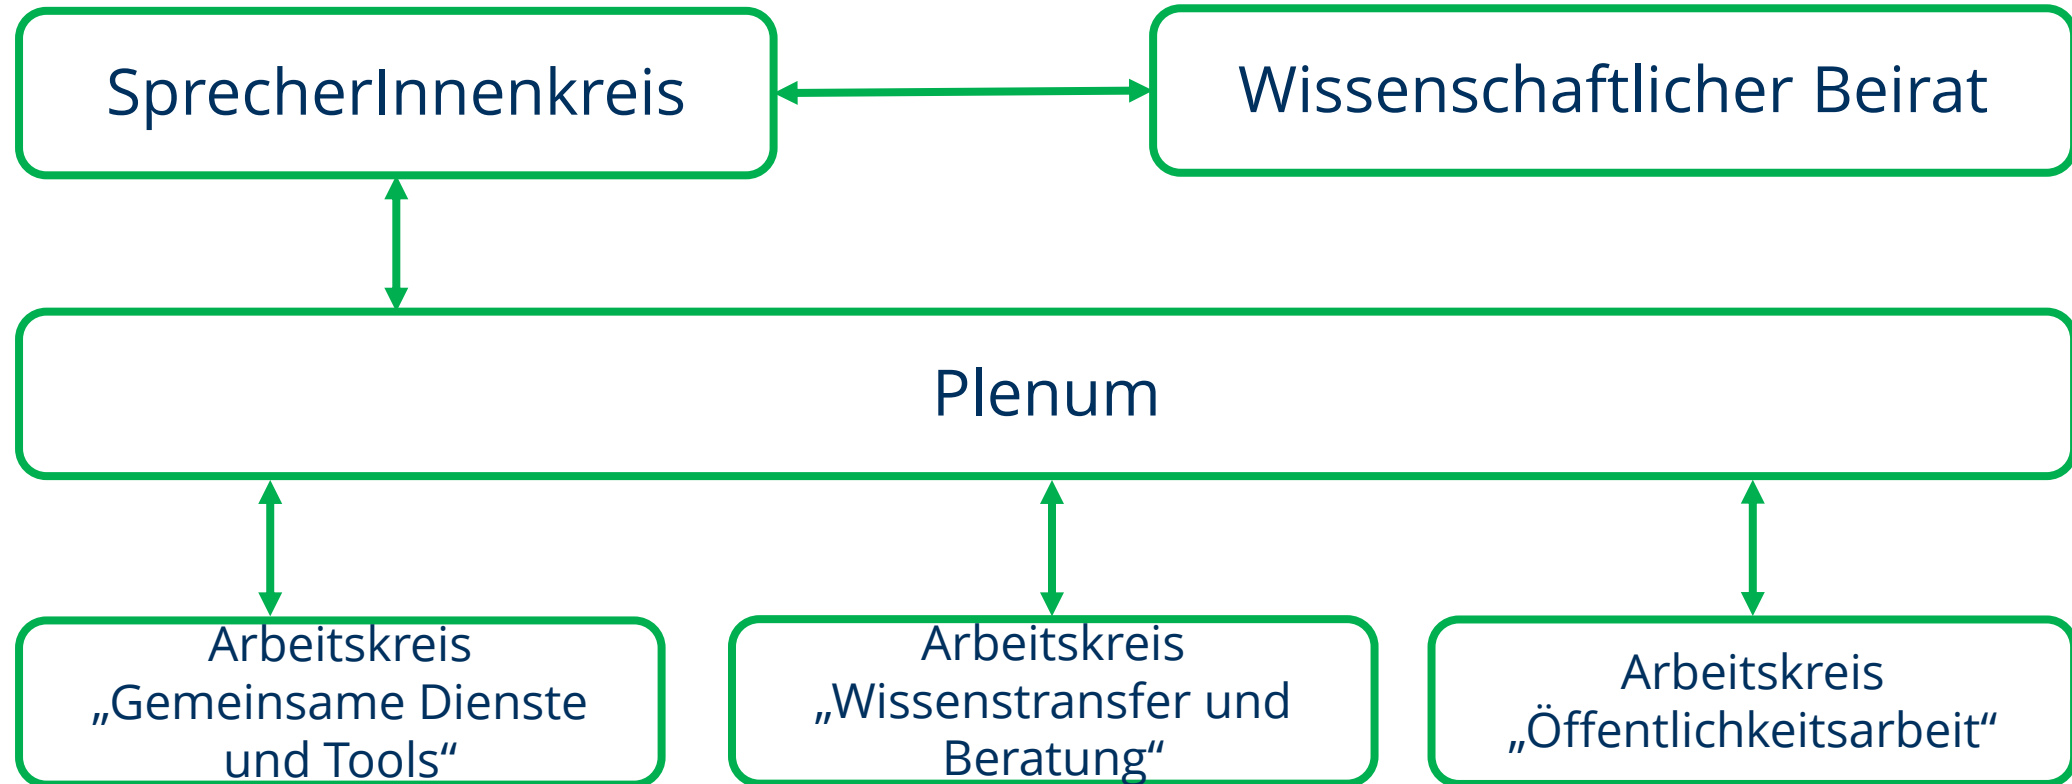 SprecherInnenkreis
Wissenschaftlicher Beirat
Plenum
Arbeitskreis
„Gemeinsame Dienste
und Tools“
Arbeitskreis
„Wissenstransfer und
Beratung“
Arbeitskreis
„Öffentlichkeitsarbeit“